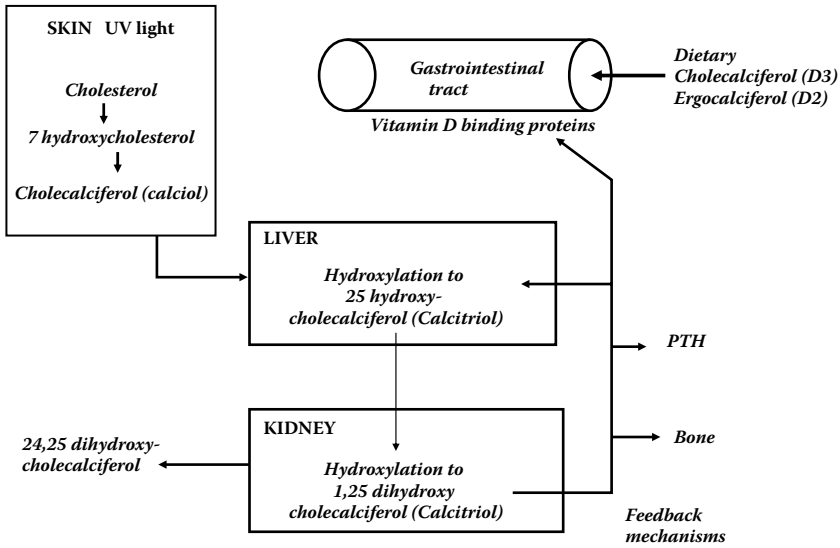 SKIN UV light
Cholesterol
7 hydroxycholesterol
Cholecalciferol (calciol)
Gastrointestinal
tract
Vitamin D binding proteins
Dietary
Cholecalciferol (D3)
Ergocalciferol (D2)
LIVER
Hydroxylation to
25 hydroxy-
cholecalciferol (Calcitriol)
PTH
KIDNEY
Hydroxylation to
1,25 dihydroxy
cholecalciferol (Calcitriol)
24,25 dihydroxy-
cholecalciferol
Bone
Feedback
mechanisms